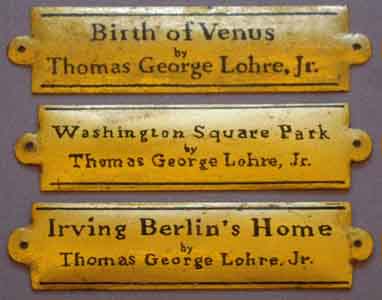 Birth of Venus
by
Thomas George Lohre, Jr.
Washington Square Park
by
Thomas George Lohre, Jr.
Irving Berlin's Home
by
Thomas George Lohre, Jr.